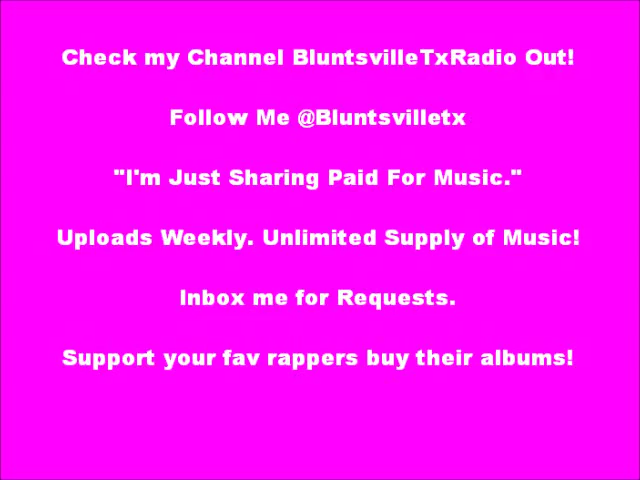 Check my Channel BluntsvilleTxRadio Out!
Follow Me @Bluntsvilletx
"I'm Just Sharing Paid For Music."
Uploads Weekly. Unlimited Supply of Music!
Inbox me for Requests.
Support your fav rappers buy their albums!